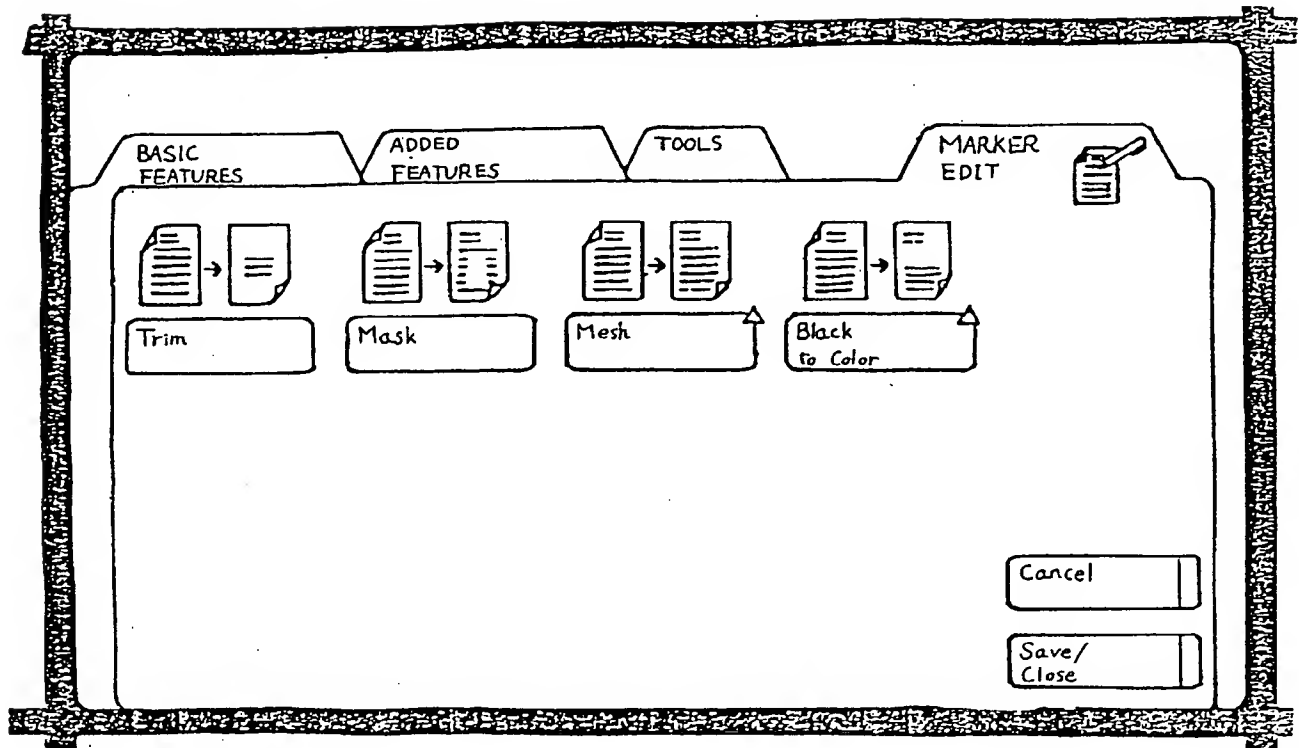 BASIC
FEATURES
ADDED
FEATURES
TOOLS
MARKER
EDIT
Trim
Mask
Mesh
Black
to Color
Cancel
Save/
Close